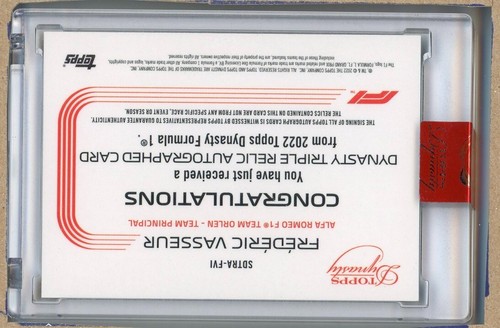 TOPPS
Dynasty
SDTRA-FVI
FRÉDÉRIC VASSEUR
ALFA ROMEO F1® TEAM ORLEN - TEAM PRINCIPAL
CONGRATULATIONS
You have just received a
DYNASTY TRIPLE RELIC AUTOGRAPHED CARD
from 2022 Topps Dynasty Formula 1®.
THE SIGNING OF ALL TOPPS AUTOGRAPH CARDS IS WITNESSED BY TOPPS REPRESENTATIVES TO GUARANTEE AUTHENTICITY.
THE RELICS CONTAINED ON THIS CARD ARE NOT FROM ANY SPECIFIC RACE, EVENT OR SEASON.
F1
topps
Dynasty